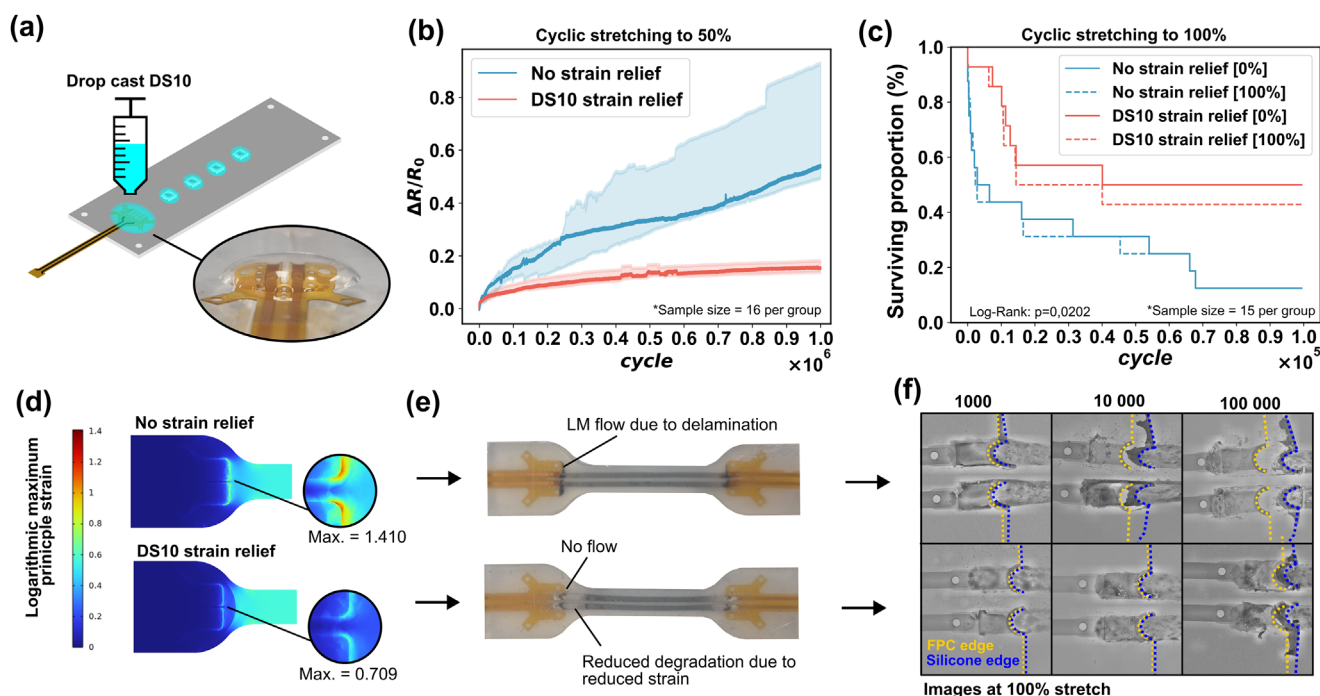 (a)
Drop cast DS10
(b)
Cyclic stretching to 50%
No strain relief
DS10 strain relief
ΔR/R₀
0.8
0.6
0.4
0.2
0.0
*Sample size = 16 per group
0.0 0.1 0.2 0.3 0.4 0.5 0.6 0.7 0.8 0.9 1.0
cycle
×10⁶
(c)
Cyclic stretching to 100%
No strain relief [0%]
No strain relief [100%]
DS10 strain relief [0%]
DS10 strain relief [100%]
Surviving proportion (%)
1.0
0.8
0.6
0.4
0.2
0.0
Log-Rank: p=0,0202
*Sample size = 15 per group
0.0 0.1 0.2 0.3 0.4 0.5 0.6 0.7 0.8 0.9 1.0
cycle
×10⁵
(d)
Logarithmic maximum
prinicple strain
1.4
1.2
1
0.8
0.6
0.4
0.2
0
No strain relief
Max. = 1.410
DS10 strain relief
Max. = 0.709
(e)
LM flow due to delamination
No flow
Reduced degradation due to
reduced strain
(f)
1000
10 000
100 000
FPC edge
Silicone edge
Images at 100% stretch